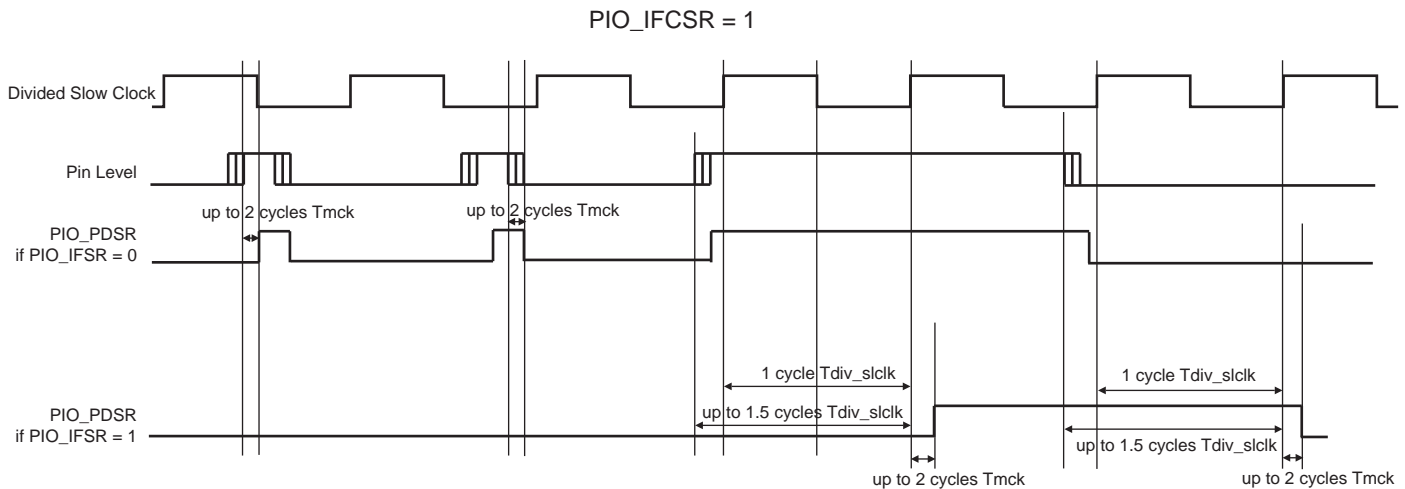 PIO_IFCSR = 1
Divided Slow Clock
Pin Level
up to 2 cycles Tmck
up to 2 cycles Tmck
PIO_PDSR
if PIO_IFSR = 0
1 cycle Tdiv_slclk
1 cycle Tdiv_slclk
PIO_PDSR
if PIO_IFSR = 1
up to 1.5 cycles Tdiv_slclk
up to 1.5 cycles Tdiv_slclk
up to 2 cycles Tmck
up to 2 cycles Tmck